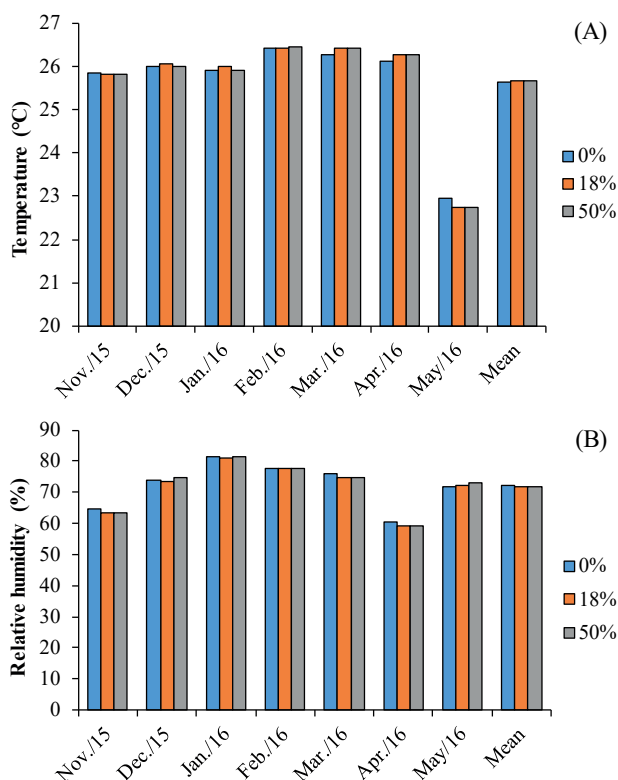 (A)
Temperature (°C)
27
26
25
24
23
22
21
20
0%
18%
50%
Nov./15
Dec./15
Jan./16
Feb./16
Mar./16
Apr./16
May/16
Mean
(B)
Relative humidity (%)
90
80
70
60
50
40
30
20
10
0
0%
18%
50%
Nov./15
Dec./15
Jan./16
Feb./16
Mar./16
Apr./16
May/16
Mean